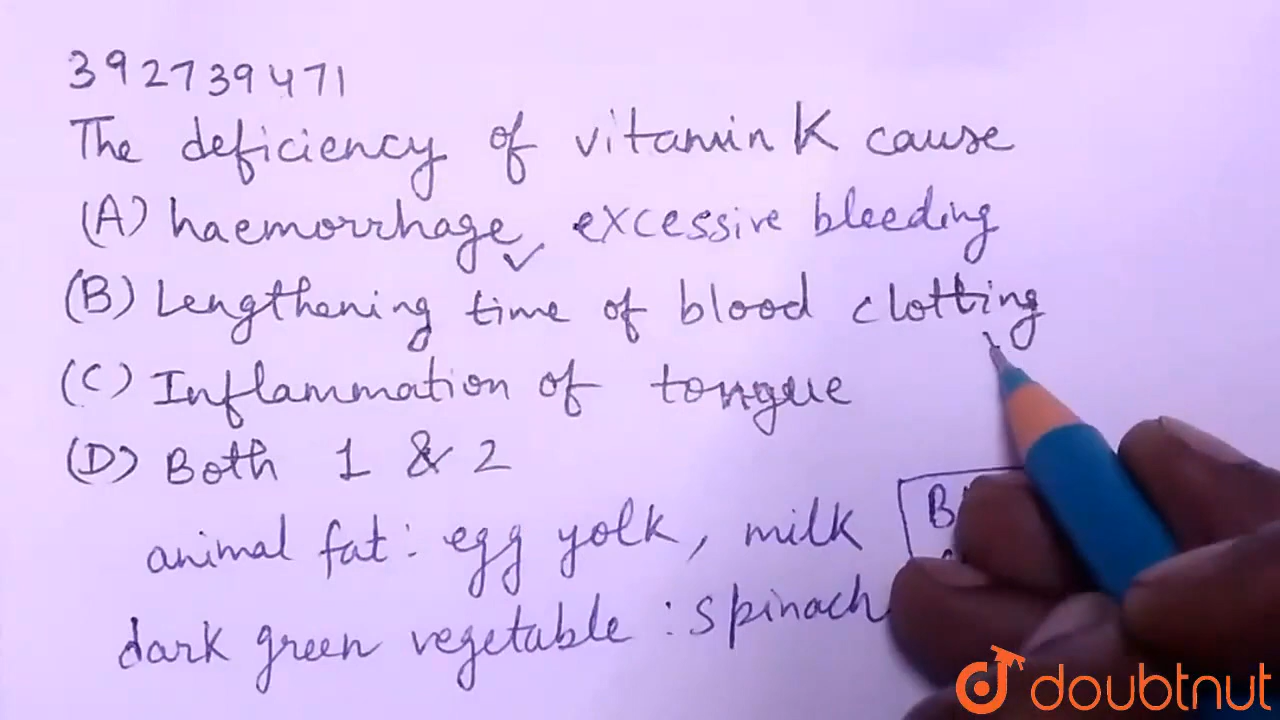 392739471
The deficiency of vitamin K cause
(A) haemorrhage, excessive bleeding
(B) Lengthening time of blood clotting
(C) Inflammation of tongue
(D) Both 1 & 2
animal fat: egg yolk, milk
dark green vegetable : spinach
doubtnut